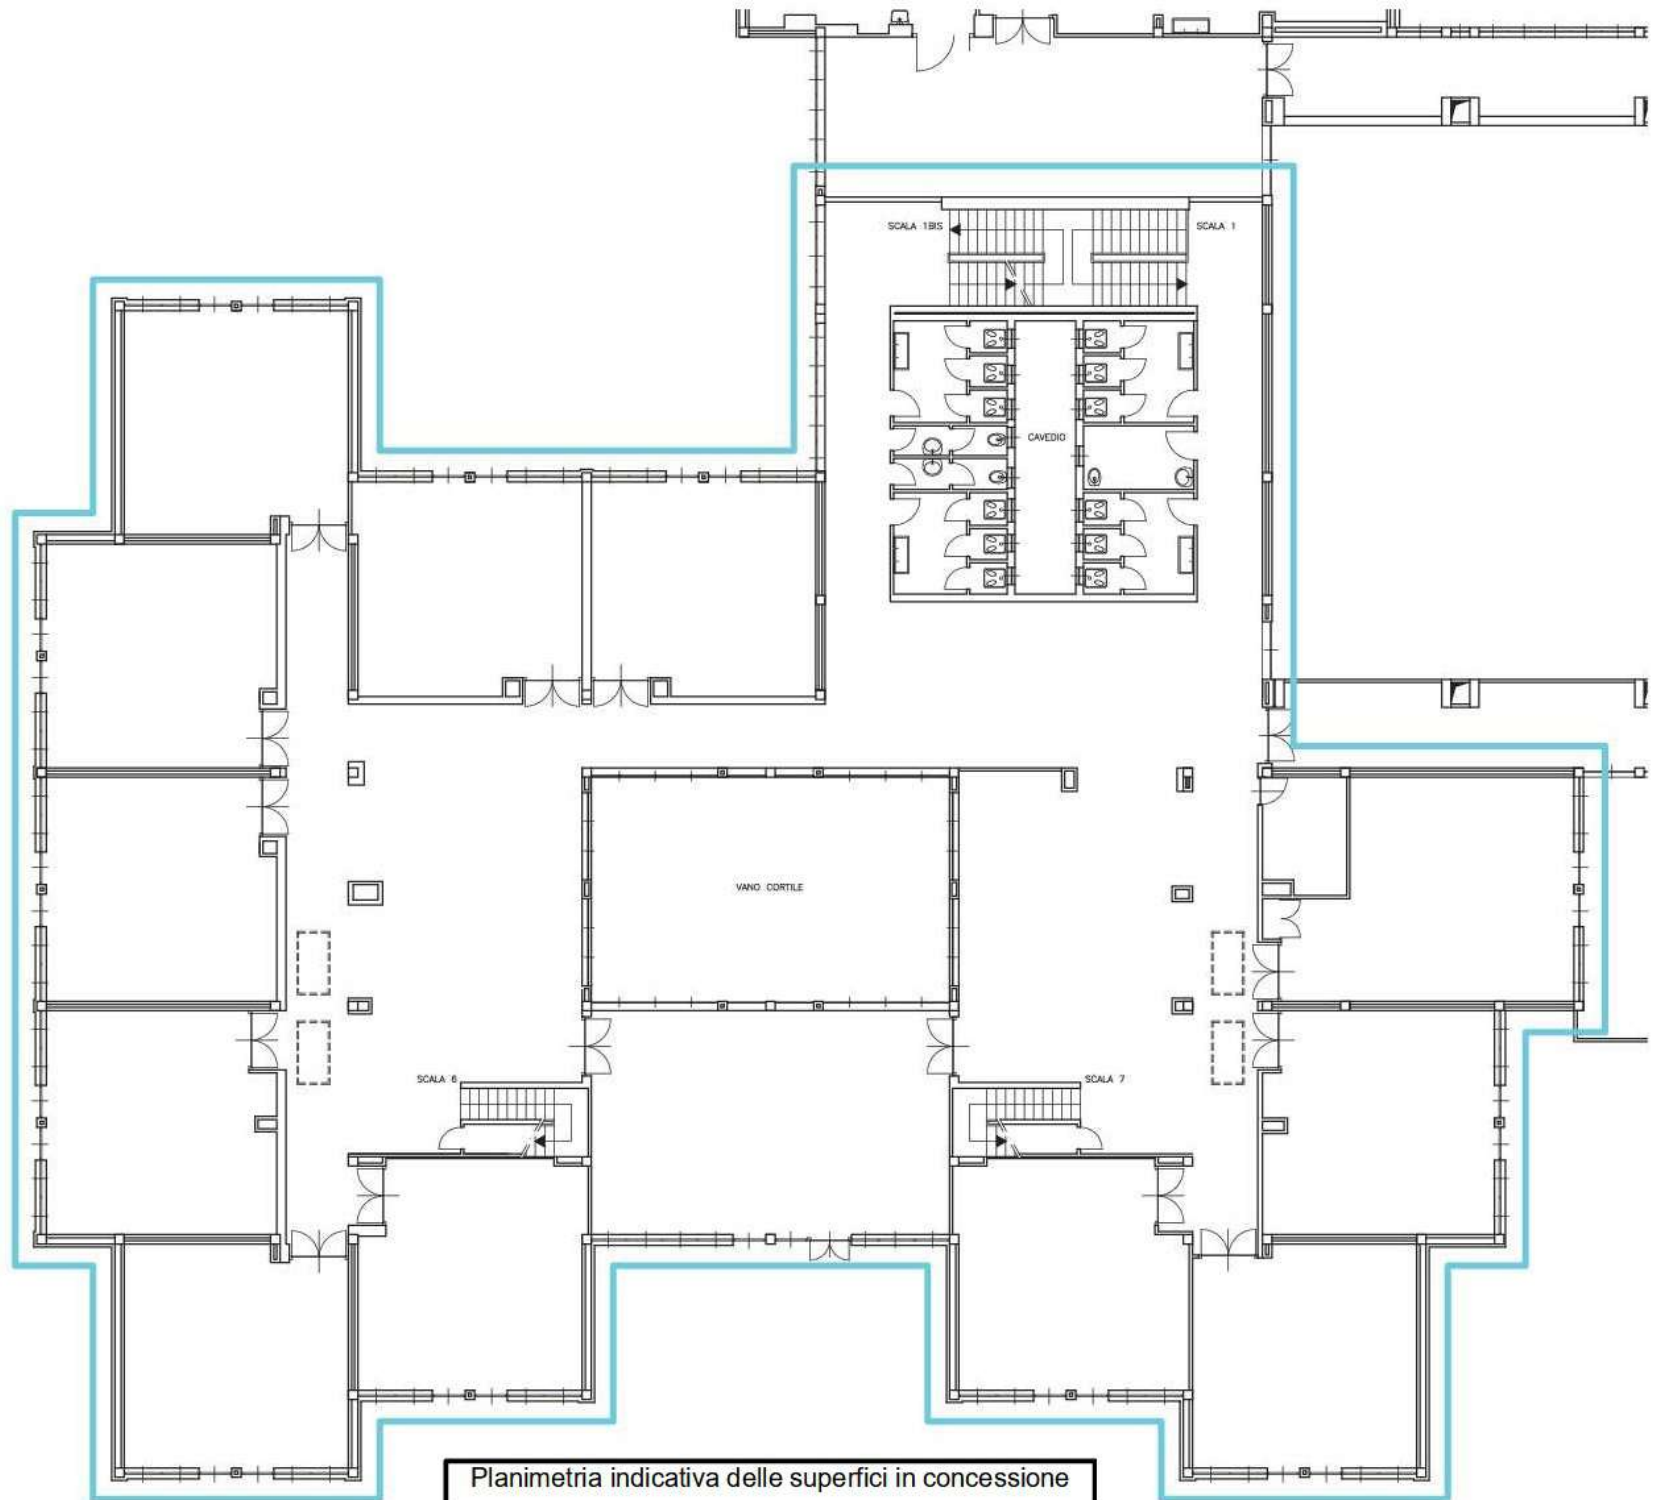 SCALA 1BIS
SCALA 1
CAVEDIO
VANO CORTILE
SCALA 6
SCALA 7
Planimetria indicativa delle superfici in concessione